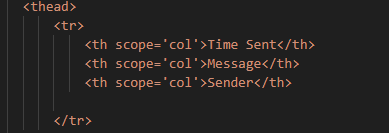 <thead>
<tr>
<th scope='col'>Time Sent</th>
<th scope='col'>Message</th>
<th scope='col'>Sender</th>
</tr>